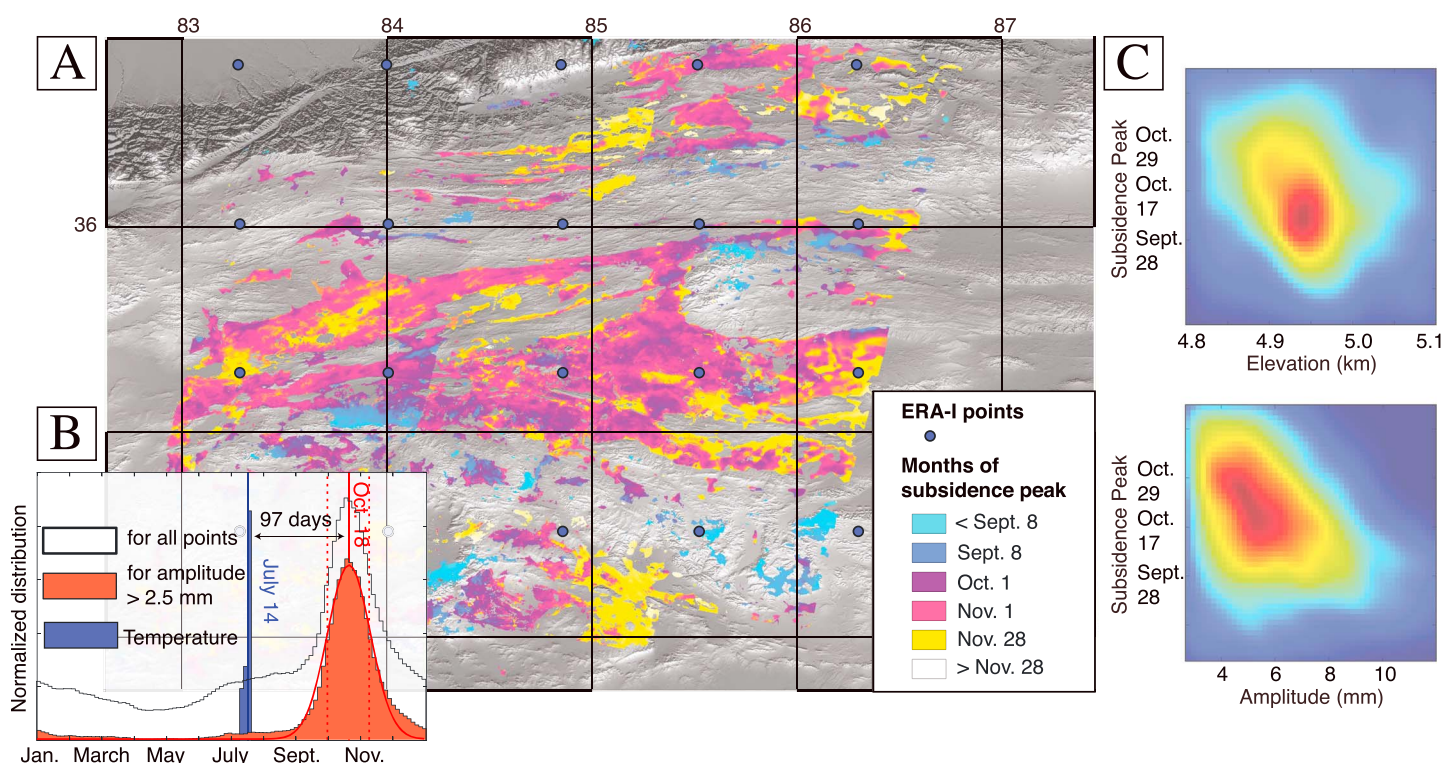 83 84 85 86 87
A
36
B
Normalized distribution
for all points
for amplitude
> 2.5 mm
Temperature
97 days
July 14
Oct 18
Jan. March May July Sept. Nov.
ERA-I points
Months of
subsidence peak
< Sept. 8
Sept. 8
Oct. 1
Nov. 1
Nov. 28
> Nov. 28
C
Subsidence Peak
Oct.
29
Oct.
17
Sept.
28
4.8 4.9 5.0 5.1
Elevation (km)
Subsidence Peak
Oct.
29
Oct.
17
Sept.
28
4 6 8 10
Amplitude (mm)